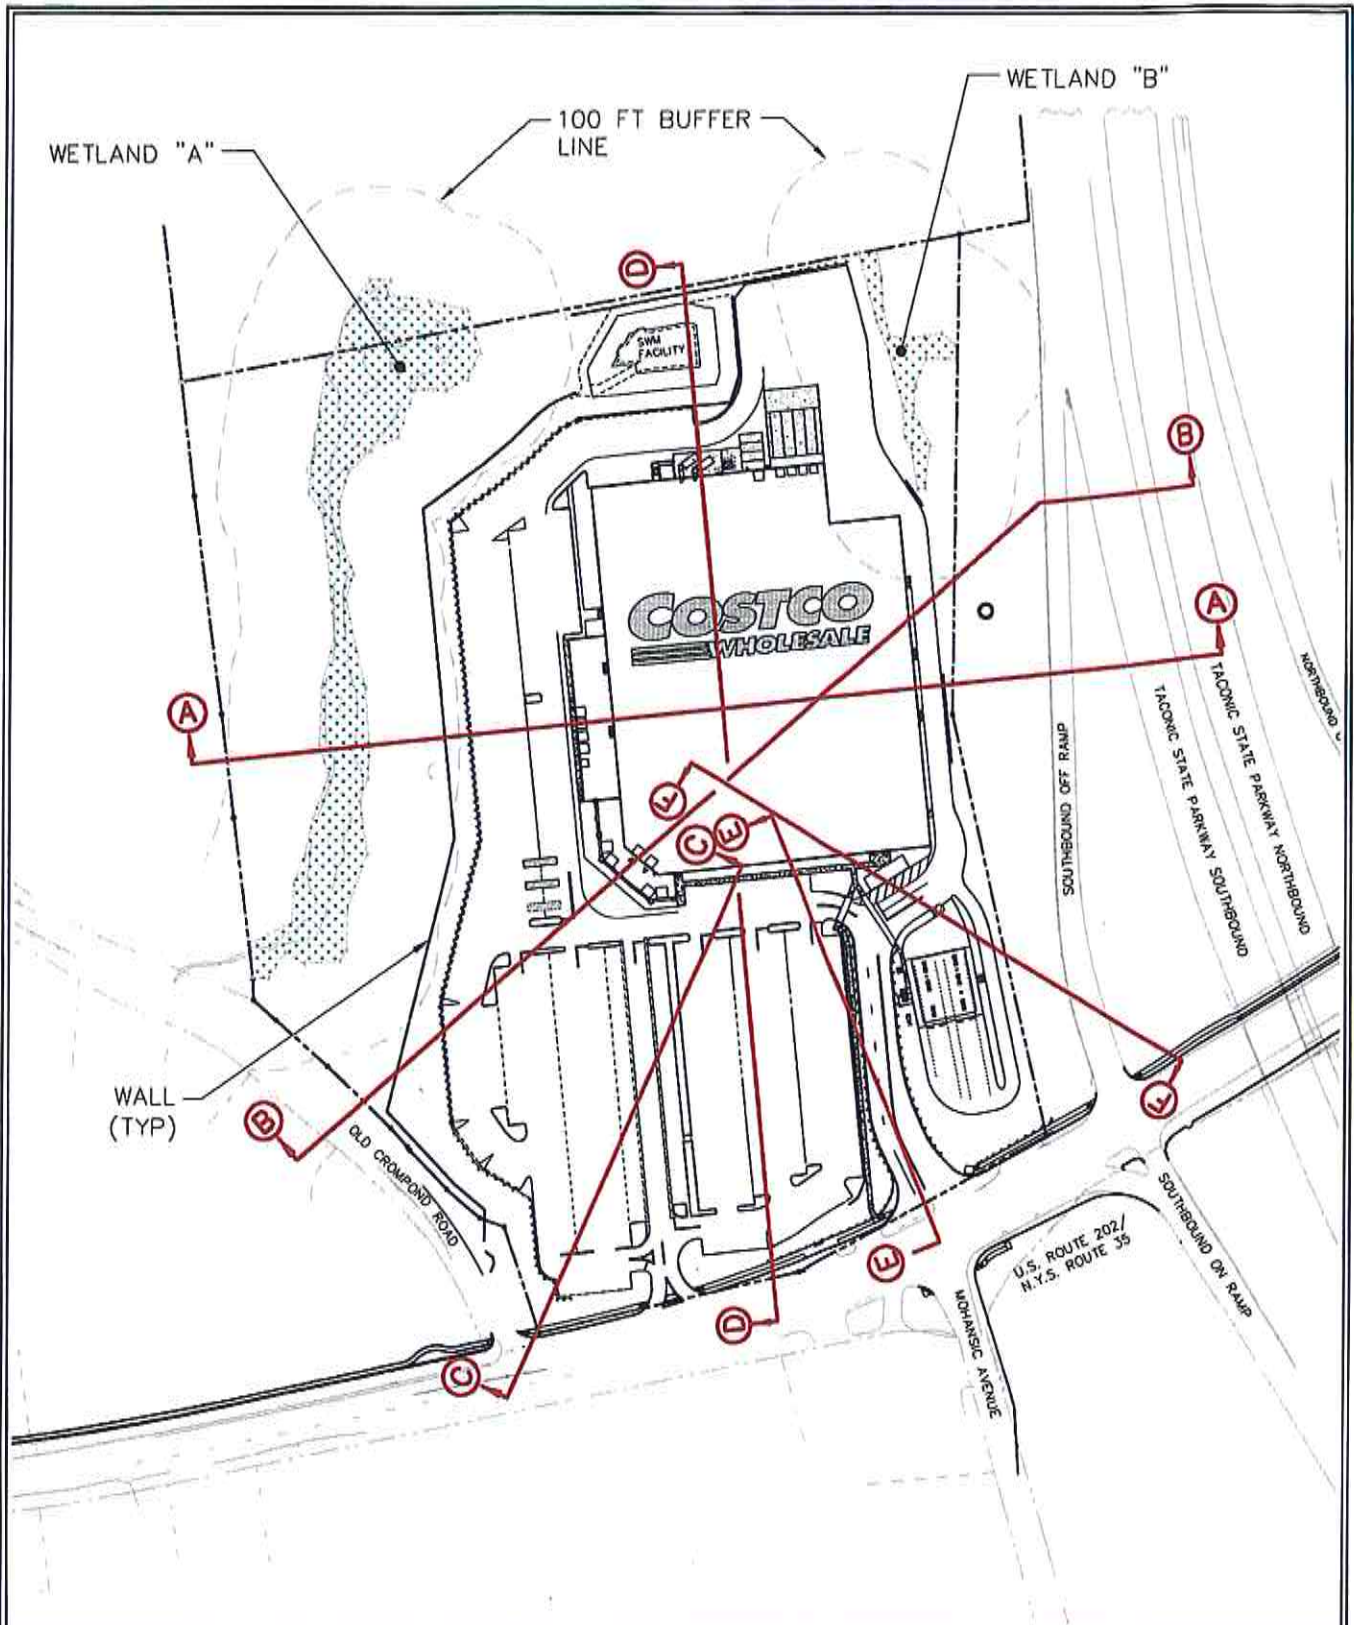 WETLAND "B"
100 FT BUFFER
LINE
WETLAND "A"
D
SWM
FACILITY
B
COSTCO
WHOLESALE
A
A
NORTHBOUND
TACONIC STATE PARKWAY NORTHBOUND
TACONIC STATE PARKWAY SOUTHBOUND
SOUTHBOUND OFF RAMP
F
C
E
WALL
(TYP)
B
OLD CROMPOND ROAD
F
SOUTHBOUND ON RAMP
U.S. ROUTE 202/
N.Y.S. ROUTE 35
E
D
MOHANSIC AVENUE
C